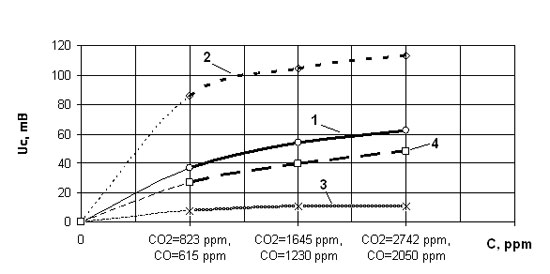 Uc, mB
120
100
80
60
40
20
0
2
1
4
3
0
CO2=823 ppm,
CO=615 ppm
CO2=1645 ppm,
CO=1230 ppm
CO2=2742 ppm,
CO=2050 ppm
C, ppm